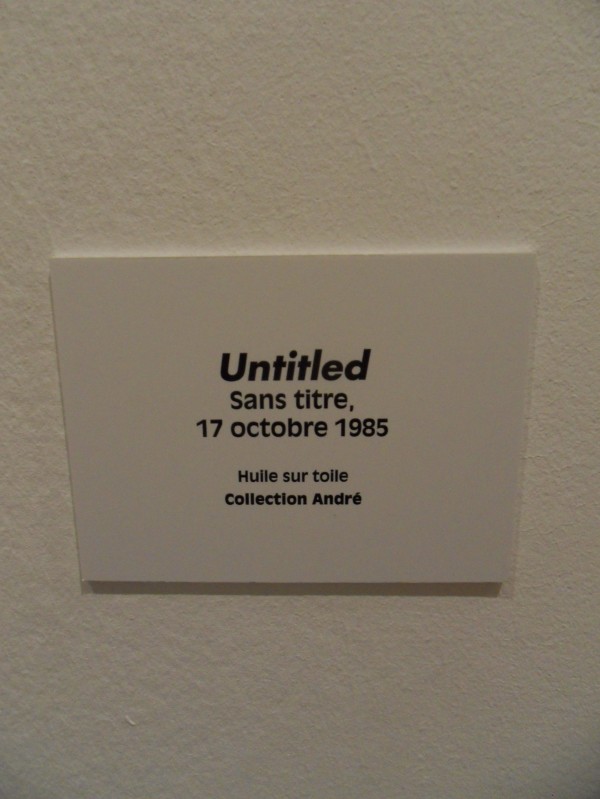 Untitled
Sans titre,
17 octobre 1985
Huile sur toile
Collection André